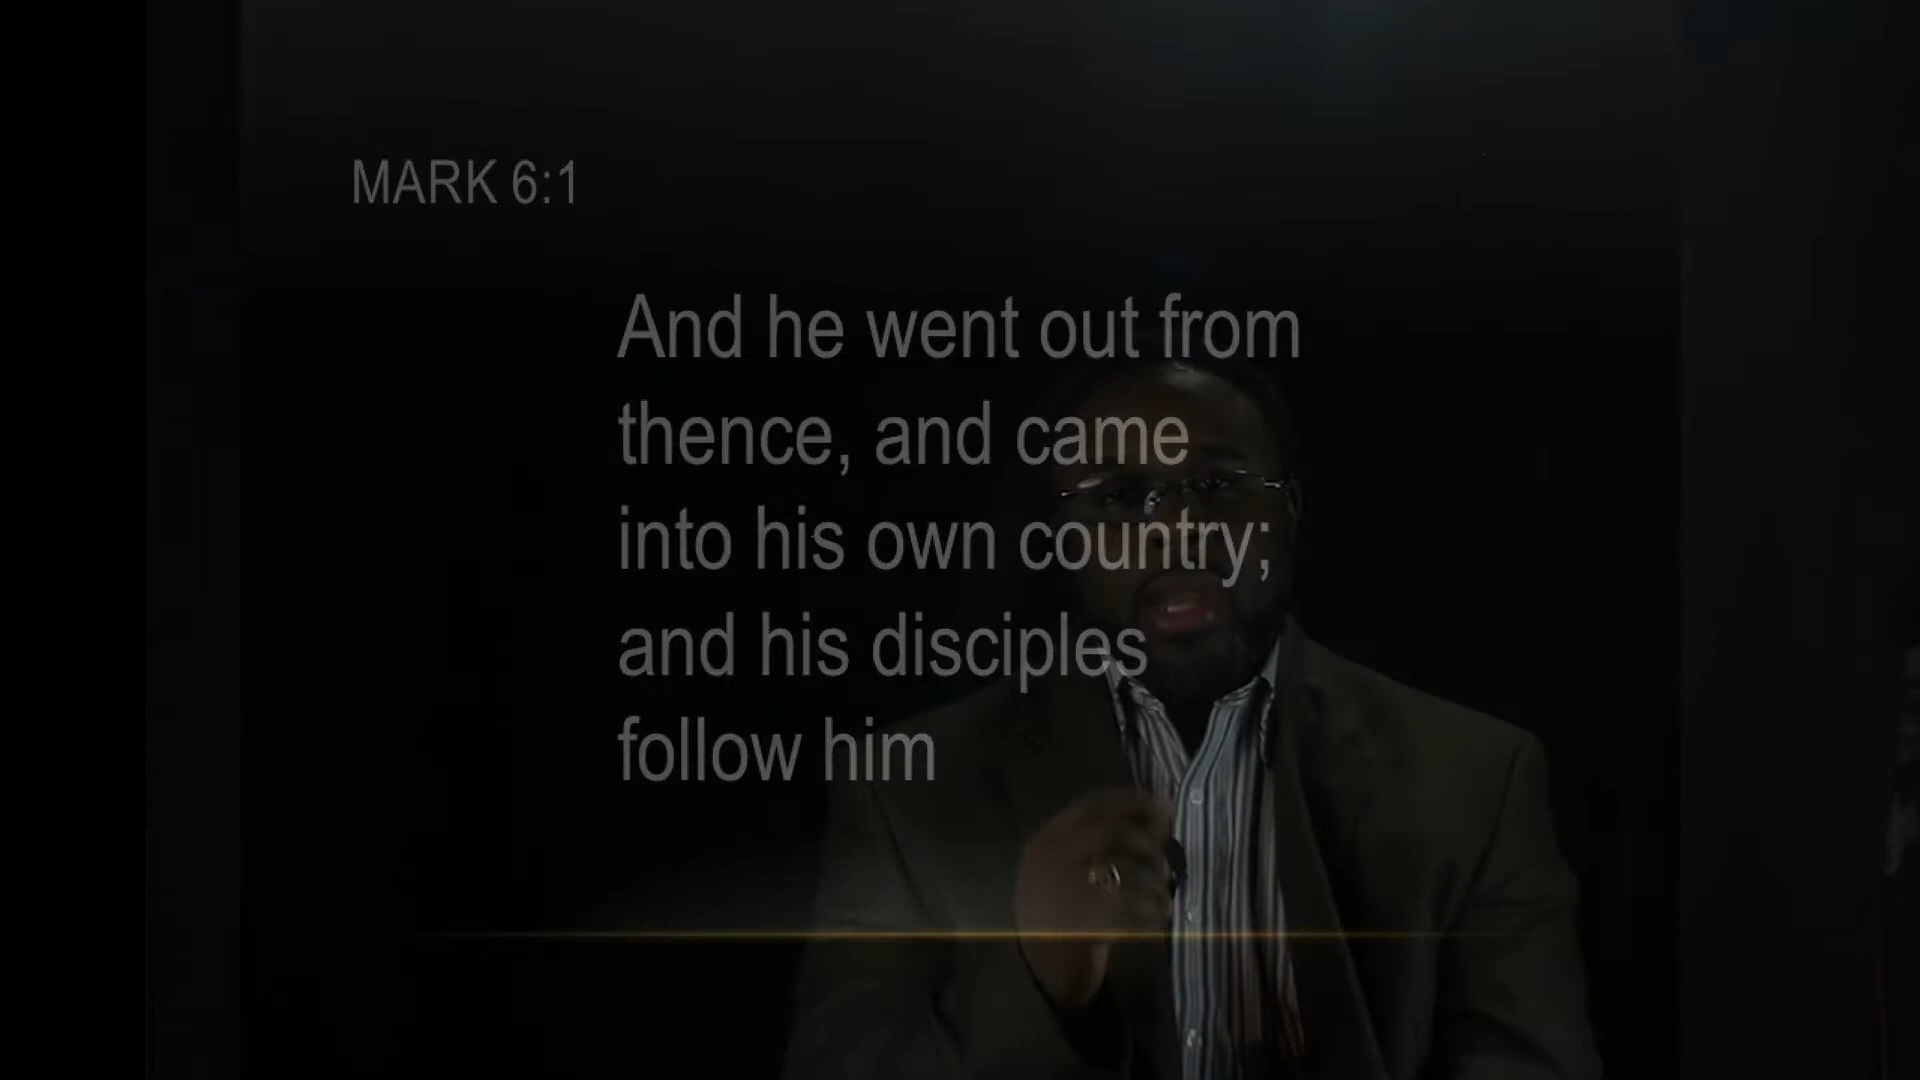 MARK 6:1
And he went out from
thence, and came
into his own country;
and his disciples
follow him